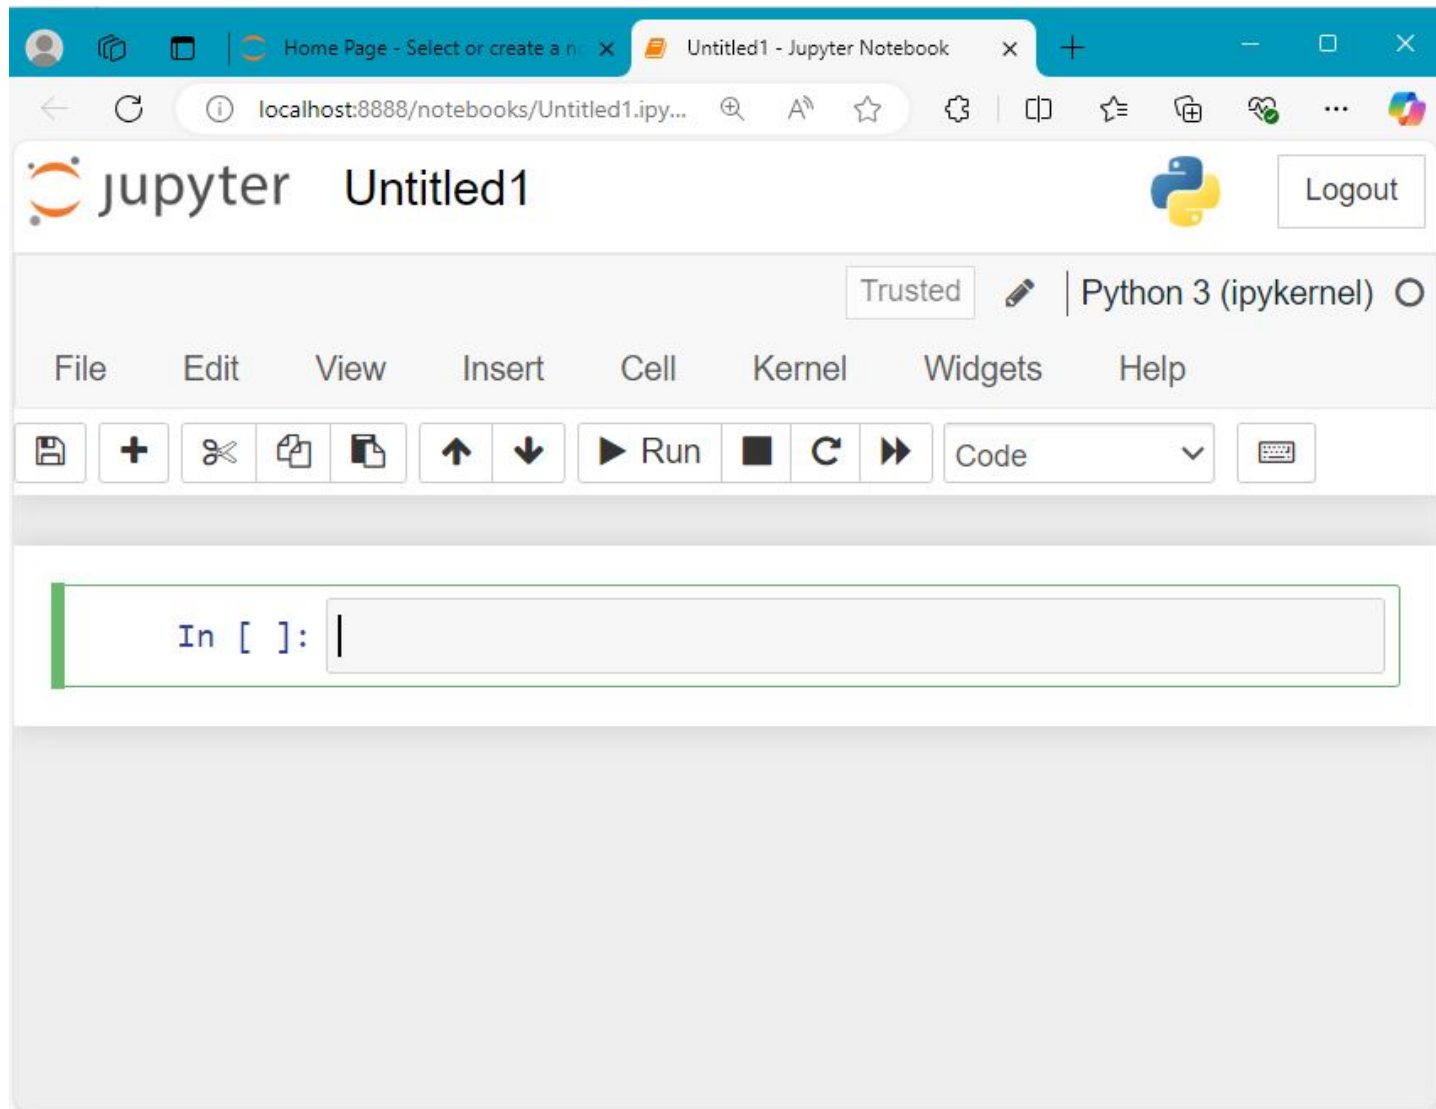 Home Page - Select or create a n
Untitled1 - Jupyter Notebook
localhost:8888/notebooks/Untitled1.ipy...
jupyter Untitled1
Logout
Trusted
Python 3 (ipykernel)
File Edit View Insert Cell Kernel Widgets Help
Run Code
In [ ]: